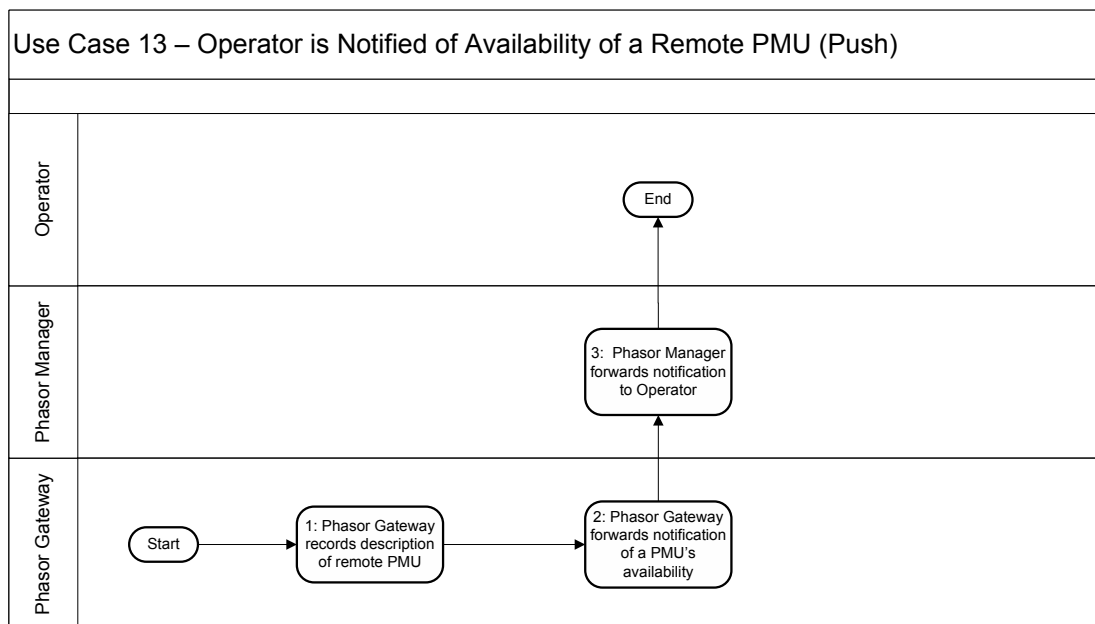 Use Case 13 – Operator is Notified of Availability of a Remote PMU (Push)
Operator
End
Phasor Manager
3:  Phasor Manager
forwards notification
to Operator
Phasor Gateway
Start
1: Phasor Gateway
records description
of remote PMU
2: Phasor Gateway
forwards notification
of a PMU’s
availability